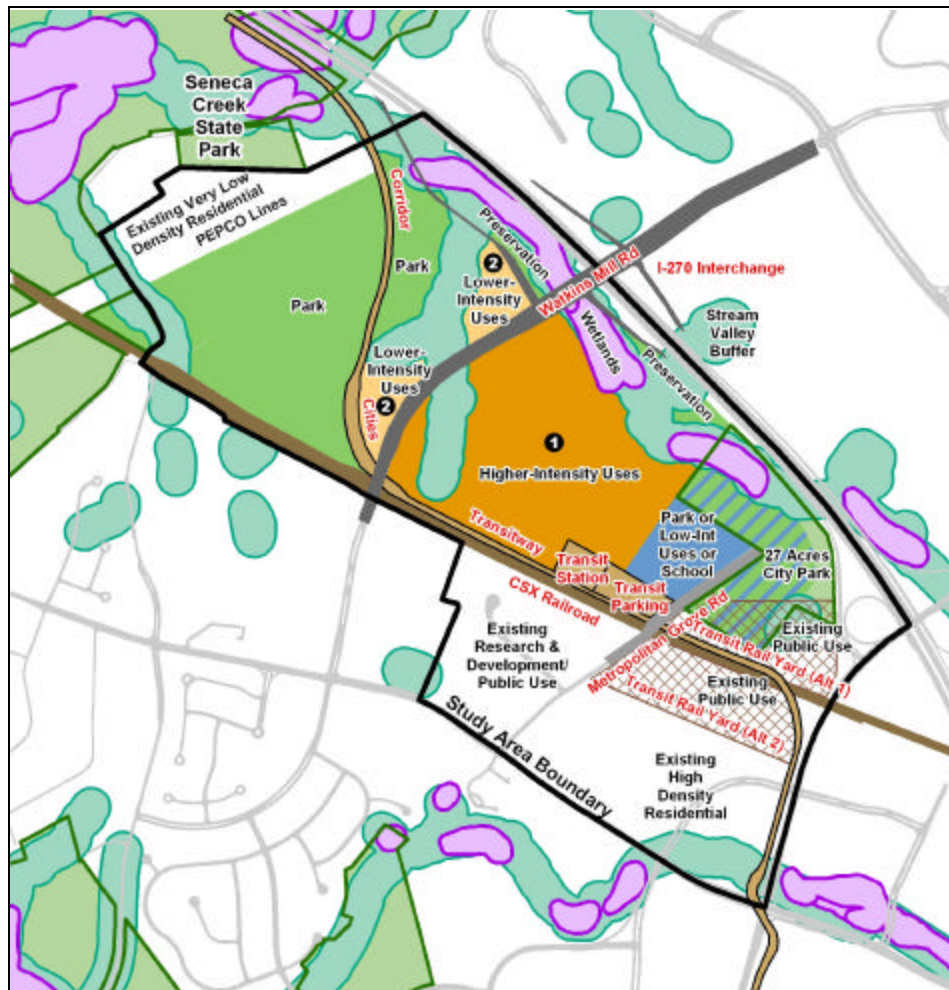 Seneca
Creek
State
Park
Existing Very Low
Density Residential
PEPCO Lines
Corridor
Park
Park
Preservation
2
Lower-
Intensity
Uses
Watkins Mill Rd
I-270 Interchange
Wetlands
Stream
Valley
Buffer
Preservation
Lower-
Intensity
Uses
2
Cities
1
Higher-Intensity Uses
Transitway
Park or
Low-Int
Uses or
School
27 Acres
City Park
Transit
Station
Transit
Parking
CSX Railroad
Metropolitan Grove Rd
Existing
Public Use
Transit Rail Yard (Alt 1)
Existing
Research &
Development/
Public Use
Existing
Public Use
Transit Rail Yard (Alt 2)
Study Area Boundary
Existing
High
Density
Residential